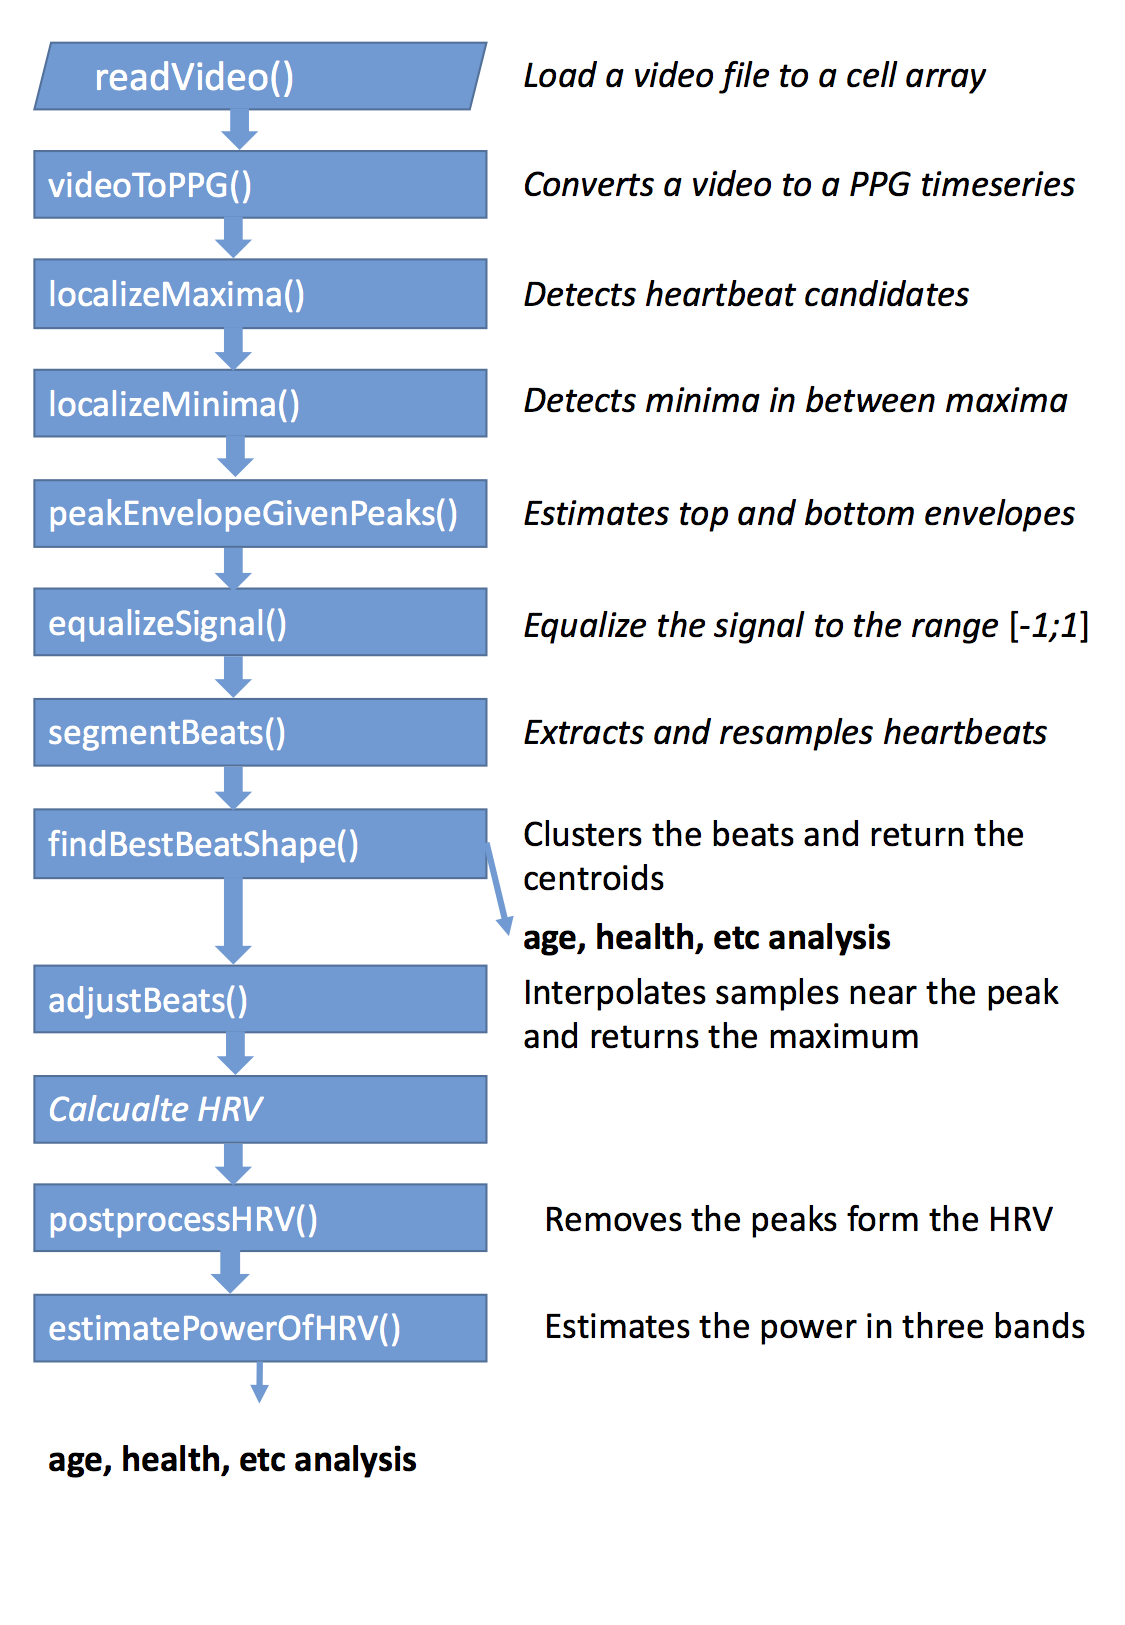 readVideo()
Load a video file to a cell array
videoToPPG()
Converts a video to a PPG timeseries
localizeMaxima()
Detects heartbeat candidates
localizeMinima()
Detects minima in between maxima
peakEnvelopeGivenPeaks()
Estimates top and bottom envelopes
equalizeSignal()
Equalize the signal to the range [-1;1]
segmentBeats()
Extracts and resamples heartbeats
findBestBeatShape()
Clusters the beats and return the
centroids
age, health, etc analysis
adjustBeats()
Interpolates samples near the peak
and returns the maximum
Calcualte HRV
postprocessHRV()
Removes the peaks form the HRV
estimatePowerOfHRV()
Estimates the power in three bands
age, health, etc analysis